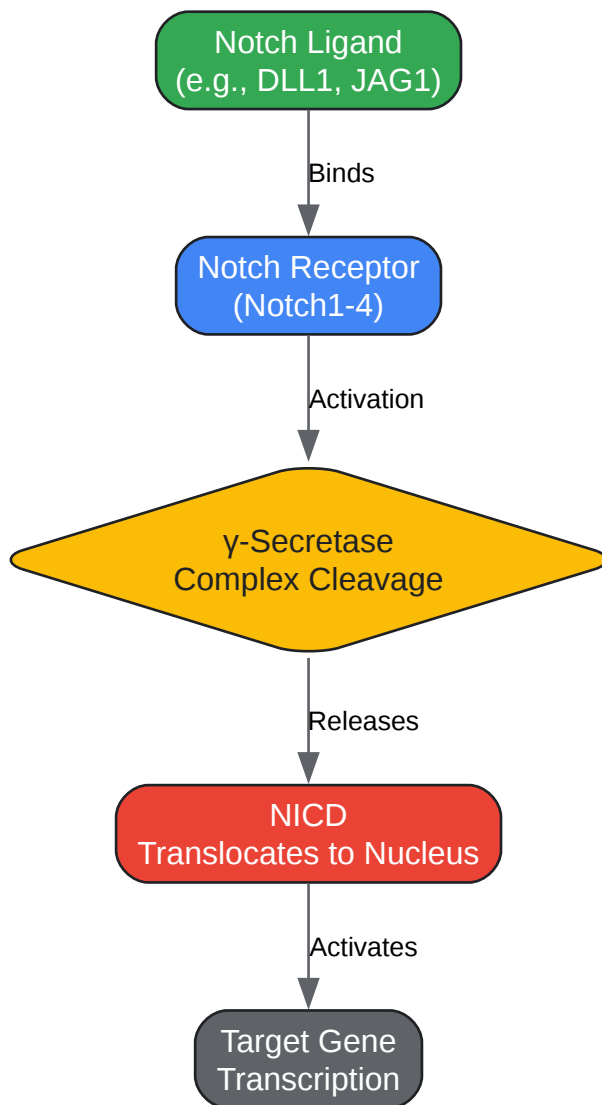 Notch Ligand
(e.g., DLL1, JAG1)
Binds
Notch Receptor
(Notch1-4)
Activation
γ-Secretase
Complex Cleavage
Releases
NICD
Translocates to Nucleus
Activates
Target Gene
Transcription